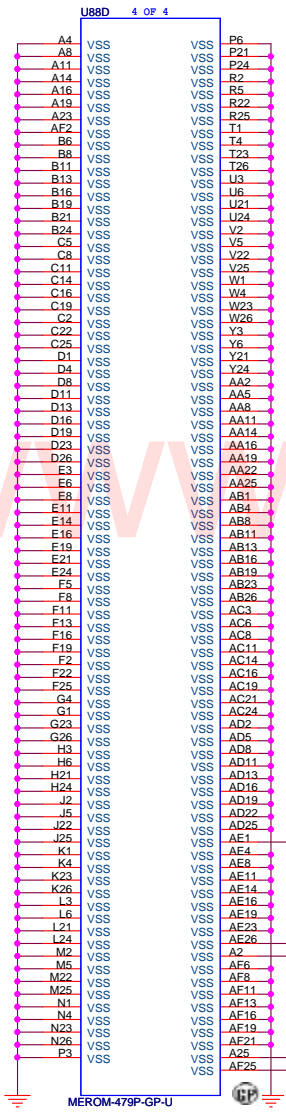 U88D 4 OF 4
A4 VSS VSS P6
A8 VSS VSS P21
A11 VSS VSS P24
A14 VSS VSS R2
A16 VSS VSS R5
A19 VSS VSS R22
A23 VSS VSS R25
AF2 VSS VSS T1
B6 VSS VSS T4
B8 VSS VSS T23
B11 VSS VSS T26
B13 VSS VSS U3
B16 VSS VSS U6
B19 VSS VSS U21
B21 VSS VSS U24
B24 VSS VSS V2
C5 VSS VSS V5
C8 VSS VSS V22
C11 VSS VSS V25
C14 VSS VSS W1
C16 VSS VSS W4
C19 VSS VSS W23
C2 VSS VSS W26
C22 VSS VSS Y3
C25 VSS VSS Y6
D1 VSS VSS Y21
D4 VSS VSS Y24
D8 VSS VSS AA2
D11 VSS VSS AA5
D13 VSS VSS AA8
D16 VSS VSS AA11
D19 VSS VSS AA14
D23 VSS VSS AA16
D26 VSS VSS AA19
E3 VSS VSS AA22
E6 VSS VSS AA25
E8 VSS VSS AB1
E11 VSS VSS AB4
E14 VSS VSS AB8
E16 VSS VSS AB11
E19 VSS VSS AB13
E21 VSS VSS AB16
E24 VSS VSS AB19
F5 VSS VSS AB23
F8 VSS VSS AB26
F11 VSS VSS AC3
F13 VSS VSS AC6
F16 VSS VSS AC8
F19 VSS VSS AC11
F2 VSS VSS AC14
F22 VSS VSS AC16
F25 VSS VSS AC19
G4 VSS VSS AC21
G1 VSS VSS AC24
G23 VSS VSS AD2
G26 VSS VSS AD5
H3 VSS VSS AD8
H6 VSS VSS AD11
H21 VSS VSS AD13
H24 VSS VSS AD16
J2 VSS VSS AD19
J5 VSS VSS AD22
J22 VSS VSS AD25
J25 VSS VSS AE1
K1 VSS VSS AE4
K4 VSS VSS AE8
K23 VSS VSS AE11
K26 VSS VSS AE14
L3 VSS VSS AE16
L6 VSS VSS AE19
L21 VSS VSS AE23
L24 VSS VSS AE26
M2 VSS VSS A2
M5 VSS VSS AF6
M22 VSS VSS AF8
M25 VSS VSS AF11
N1 VSS VSS AF13
N4 VSS VSS AF16
N23 VSS VSS AF19
N26 VSS VSS AF21
P3 VSS VSS A25
VSS AF25
MEROM-479P-GP-U
GP